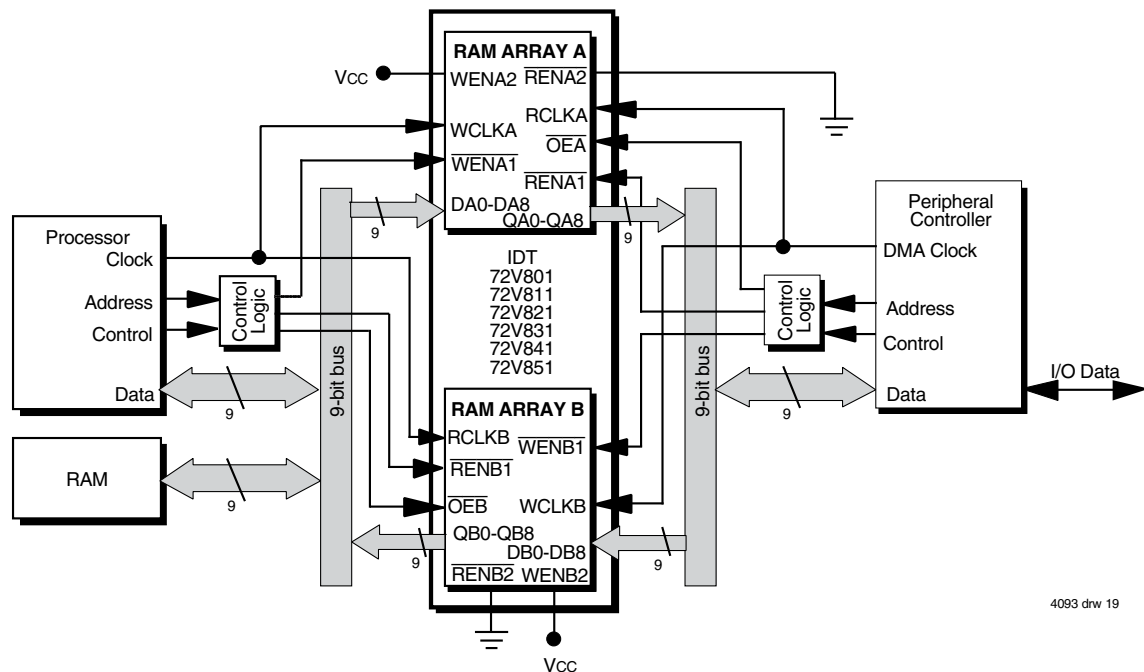 RAM ARRAY A
VCC
WENA2
RENA2
RCLKA
WCLKA
OEA
WENA1
RENA1
DA0-DA8
QA0-QA8
9
9
Processor
Clock
Address
Control
Data
Control
Logic
9
9-bit bus
RAM
9
IDT
72V801
72V811
72V821
72V831
72V841
72V851
9-bit bus
Peripheral
Controller
DMA Clock
Control
Logic
Address
Control
Data
9
I/O Data
RAM ARRAY B
RCLKB
WENB1
RENB1
OEB
WCLKB
QB0-QB8
DB0-DB8
9
9
RENB2
WENB2
VCC
4093 drw 19